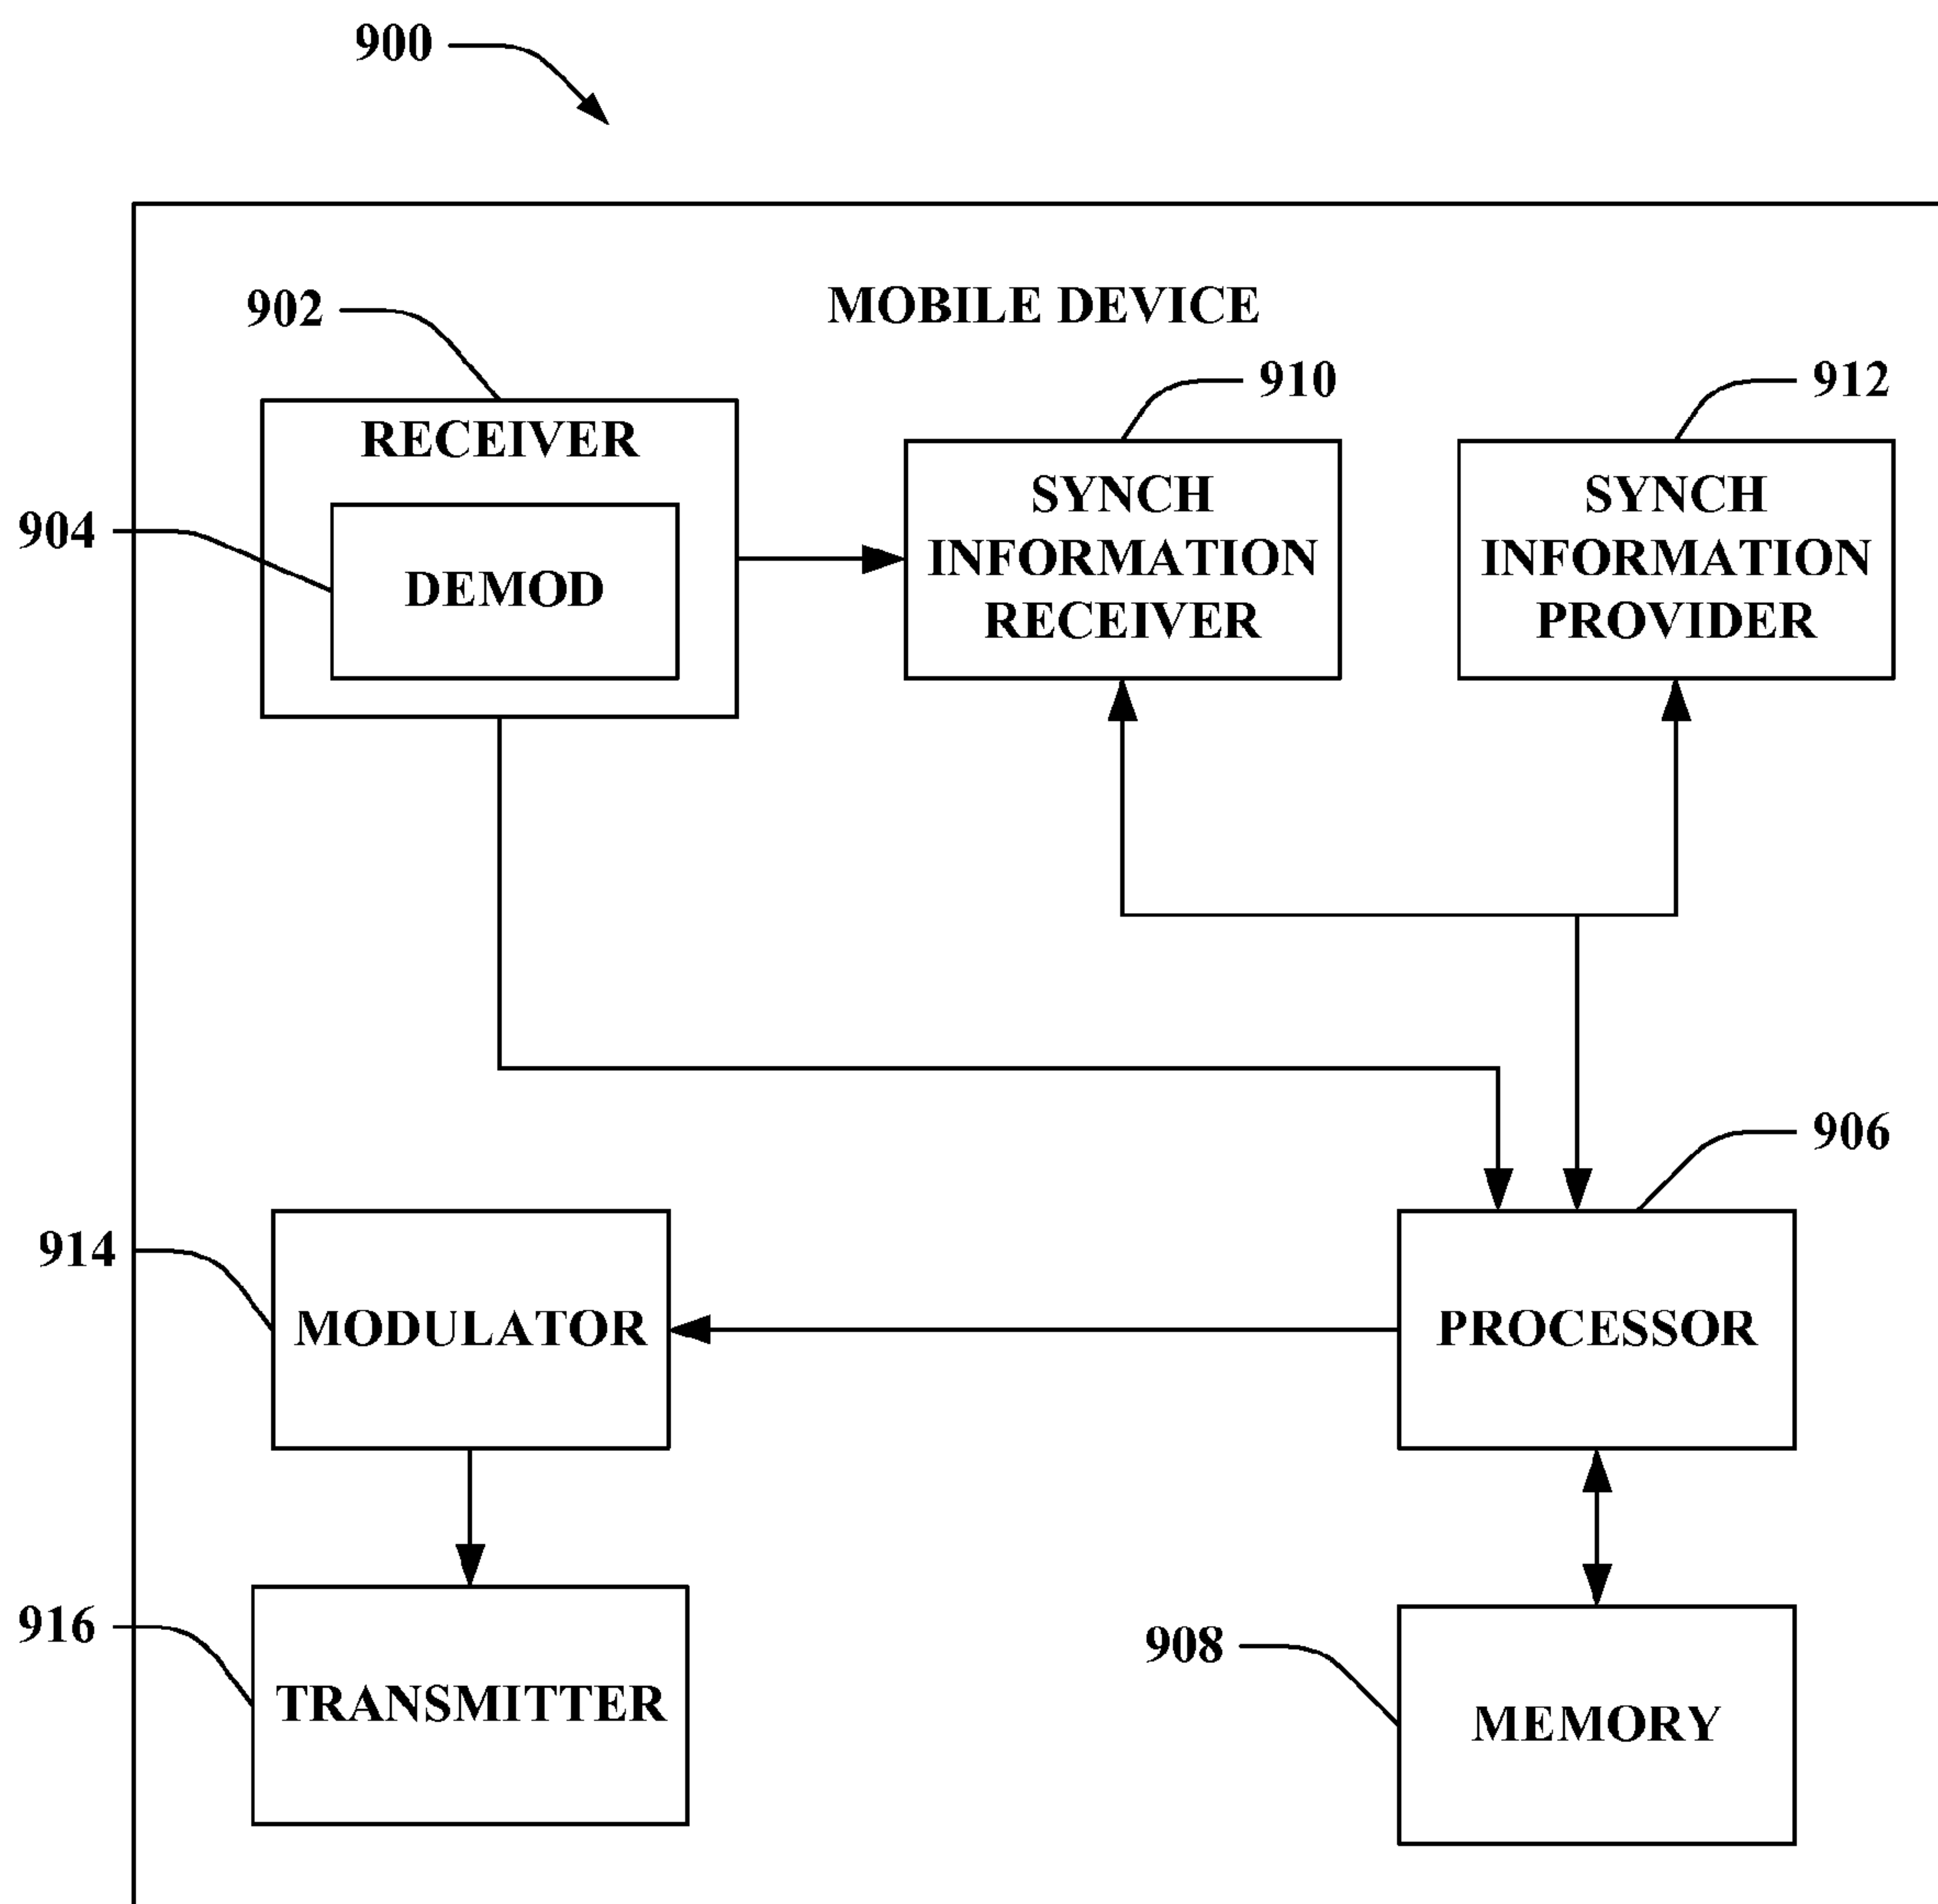 900
MOBILE DEVICE
902
910
912
RECEIVER
904
DEMOD
SYNCH
INFORMATION
RECEIVER
SYNCH
INFORMATION
PROVIDER
906
914
MODULATOR
PROCESSOR
916
TRANSMITTER
908
MEMORY